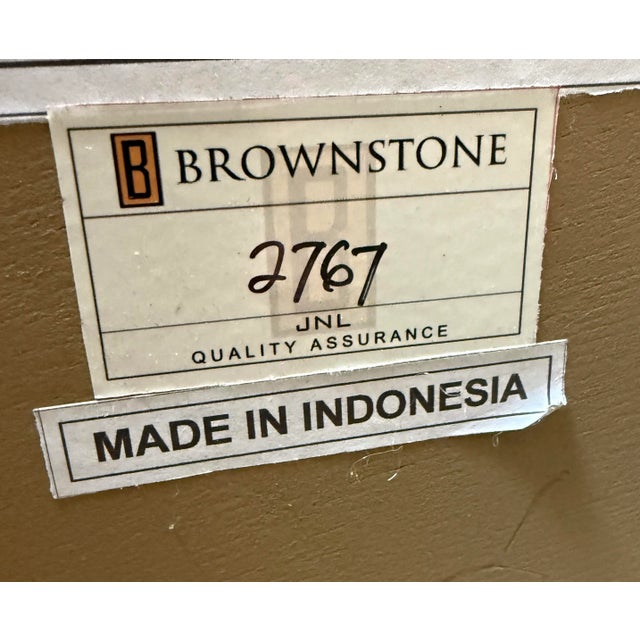 B BROWNSTONE
2767
JNL
QUALITY ASSURANCE
MADE IN INDONESIA